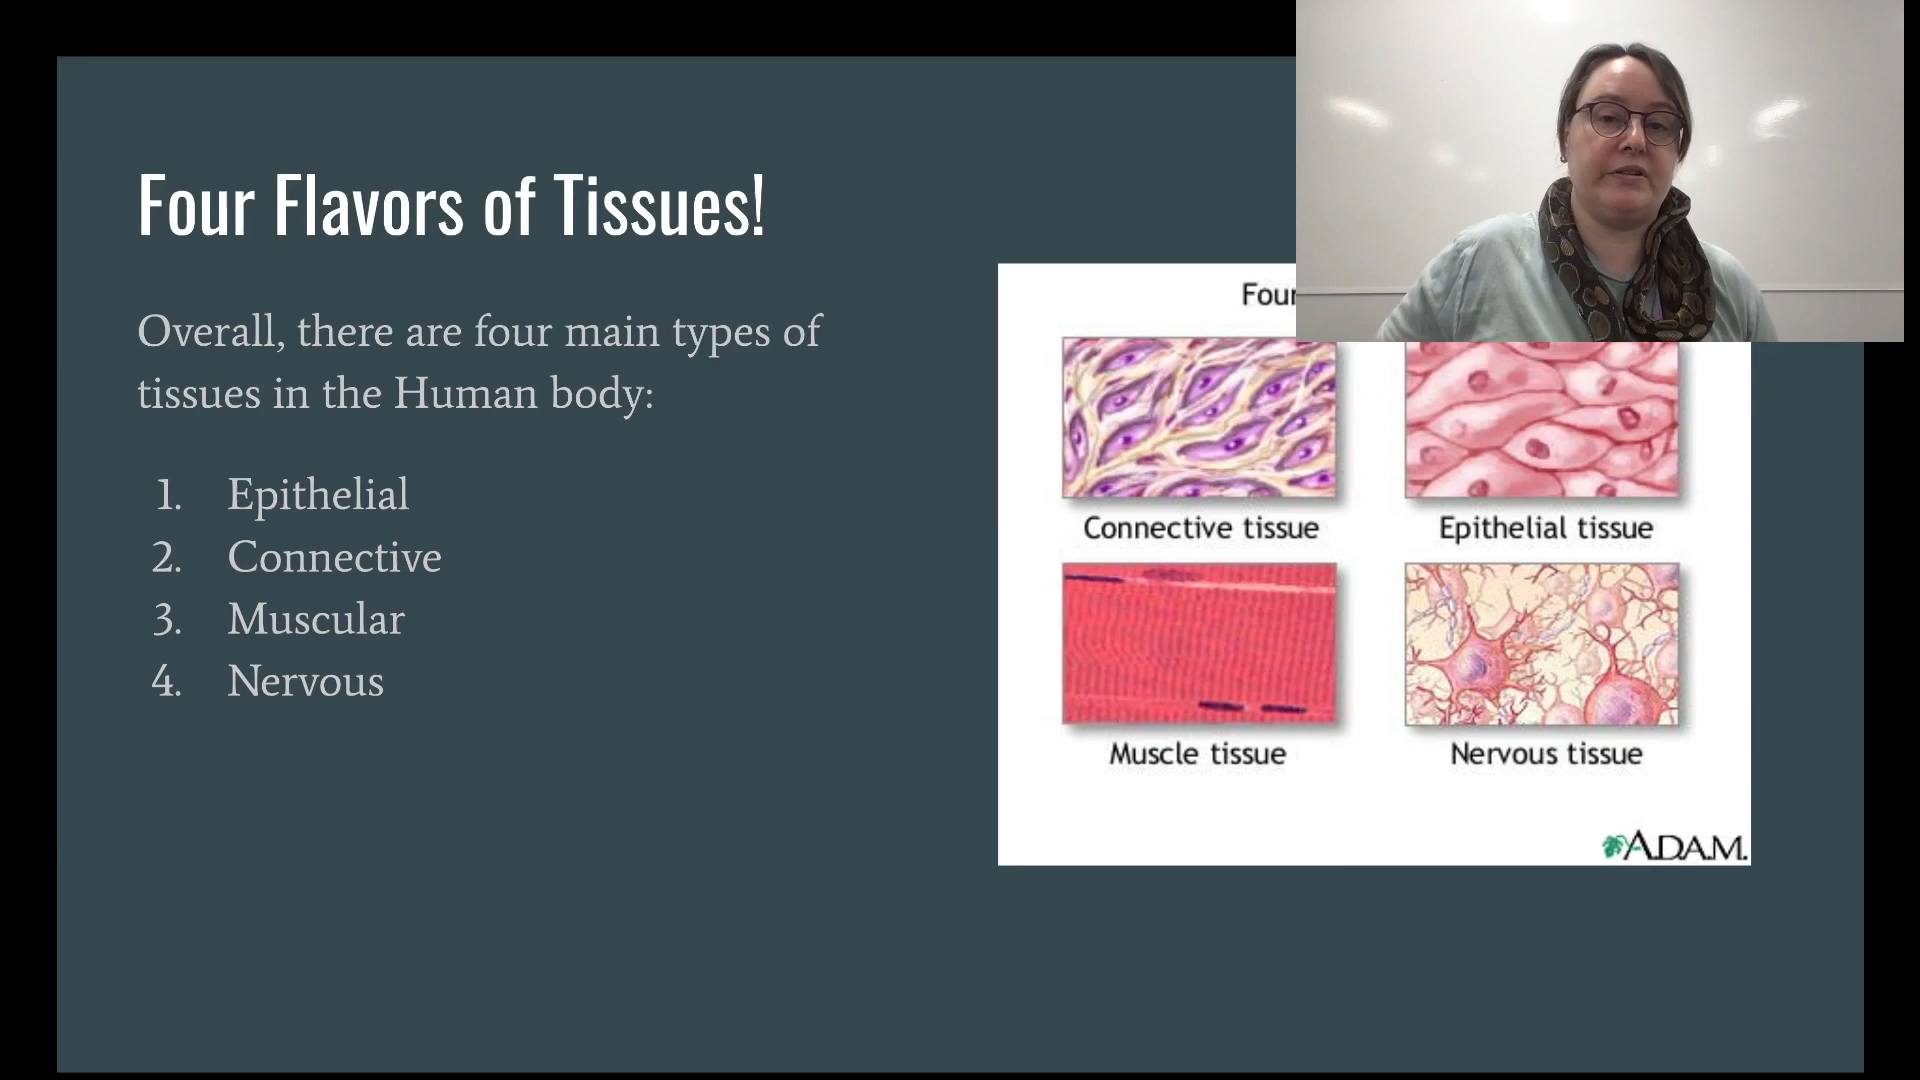 Four Flavors of Tissues!
Overall, there are four main types of
tissues in the Human body:
1. Epithelial
2. Connective
3. Muscular
4. Nervous
Four
Connective tissue
Epithelial tissue
Muscle tissue
Nervous tissue
A.D.A.M.